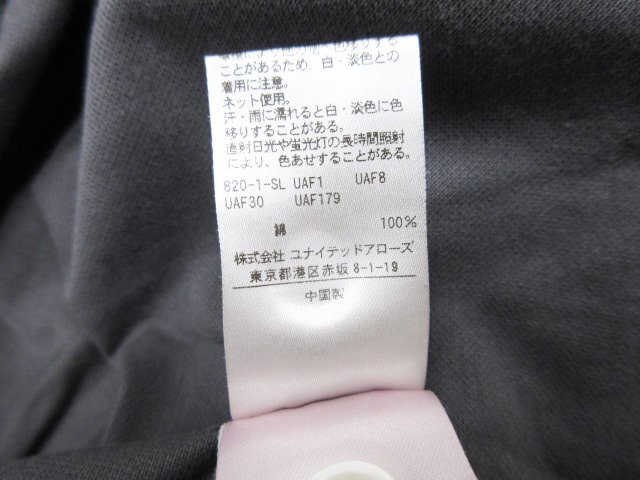 色移りする
ことがあるため、白・淡色との
着用に注意。
ネット使用。
汗・雨に濡れると白・淡色に色
移りすることがある。
直射日光や蛍光灯の長時間照射
により、色あせすることがある。
820-1-SL UAF1 UAF8
UAF30 UAF179
綿 100%
株式会社 ユナイテッドアローズ
東京都港区赤坂 8-1-19
中国製